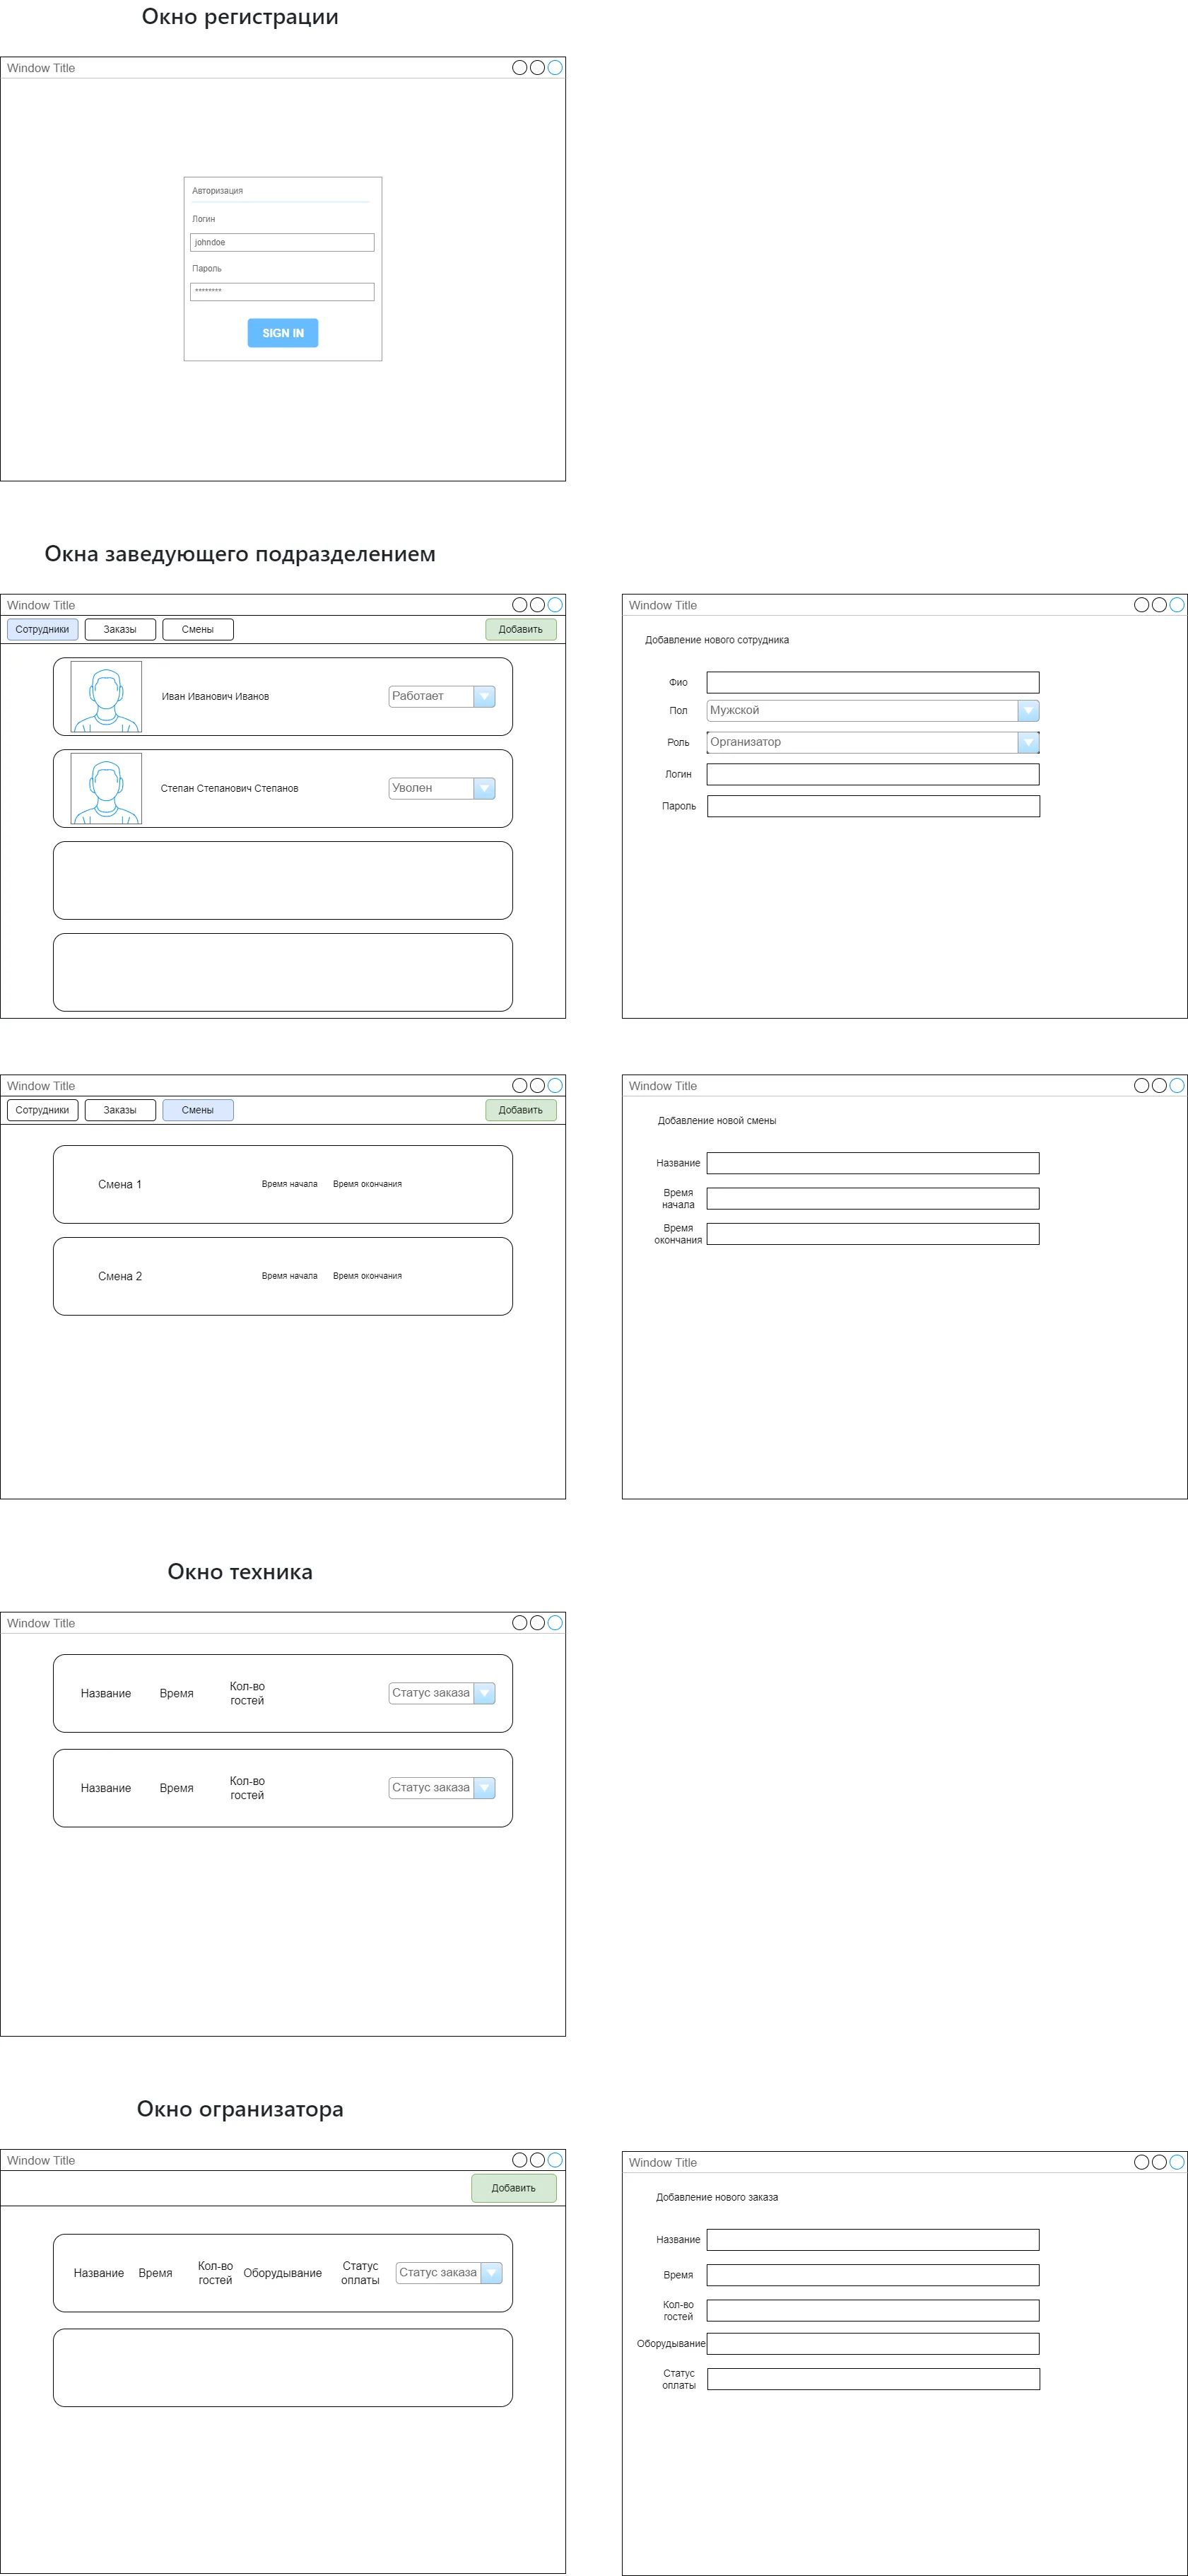 Окно регистрации
Window Title
Авторизация
Логин
johndoe
Пароль
********
SIGN IN
Окна заведующего подразделением
Window Title
Сотрудники Заказы Смены Добавить
Иван Иванович Иванов Работает
Степан Степанович Степанов Уволен
Window Title
Добавление нового сотрудника
Фио
Пол Мужской
Роль Организатор
Логин
Пароль
Window Title
Сотрудники Заказы Смены Добавить
Смена 1 Время начала Время окончания
Смена 2 Время начала Время окончания
Window Title
Добавление новой смены
Название
Время
начала
Время
окончания
Окно техника
Window Title
Название Время Кол-во
гостей Статус заказа
Название Время Кол-во
гостей Статус заказа
Окно огранизатора
Window Title
Добавить
Название Время Кол-во
гостей Оборудывание Статус
оплаты Статус заказа
Window Title
Добавление нового заказа
Название
Время
Кол-во
гостей
Оборудывание
Статус
оплаты